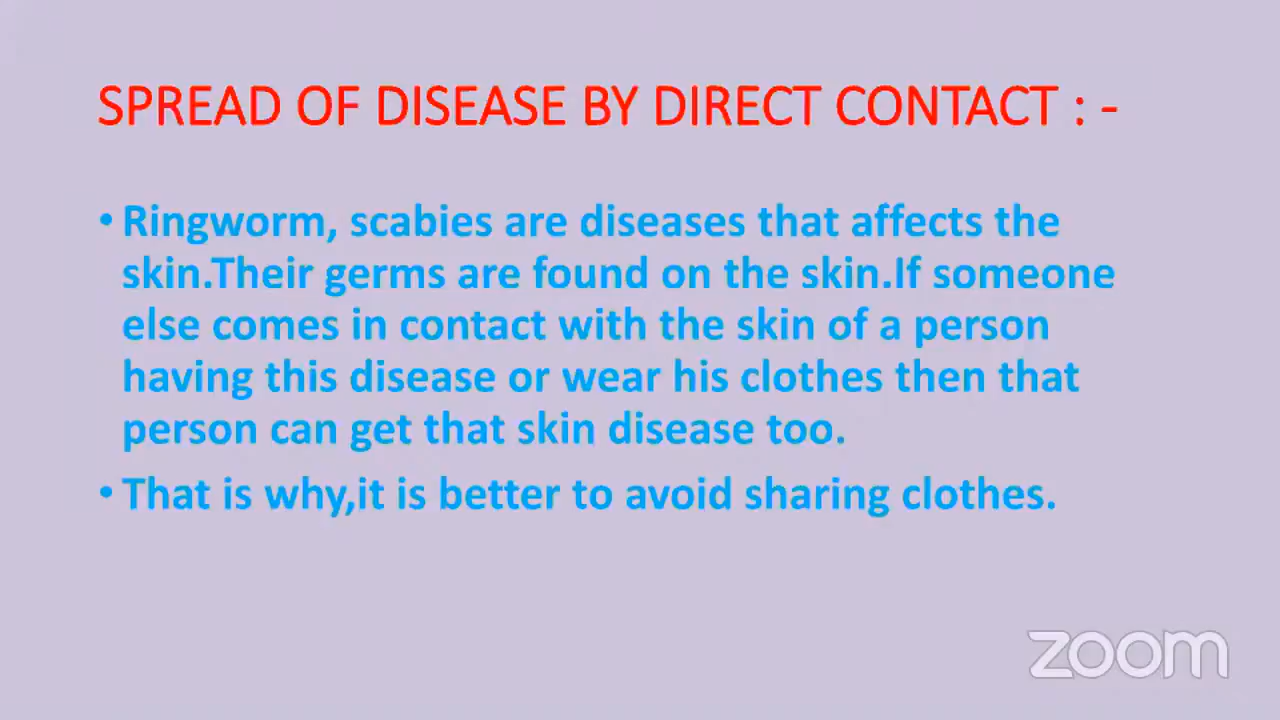 SPREAD OF DISEASE BY DIRECT CONTACT : -
• Ringworm, scabies are diseases that affects the
skin.Their germs are found on the skin.If someone
else comes in contact with the skin of a person
having this disease or wear his clothes then that
person can get that skin disease too.
• That is why,it is better to avoid sharing clothes.
zoom